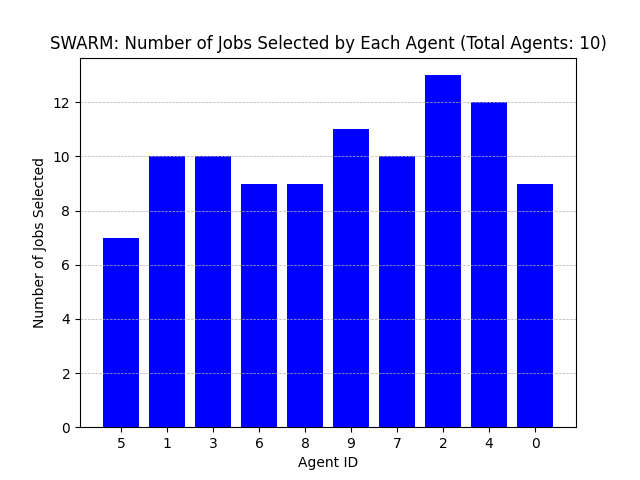 SWARM: Number of Jobs Selected by Each Agent (Total Agents: 10)
12
10
8
6
4
2
0
Number of Jobs Selected
5 1 3 6 8 9 7 2 4 0
Agent ID